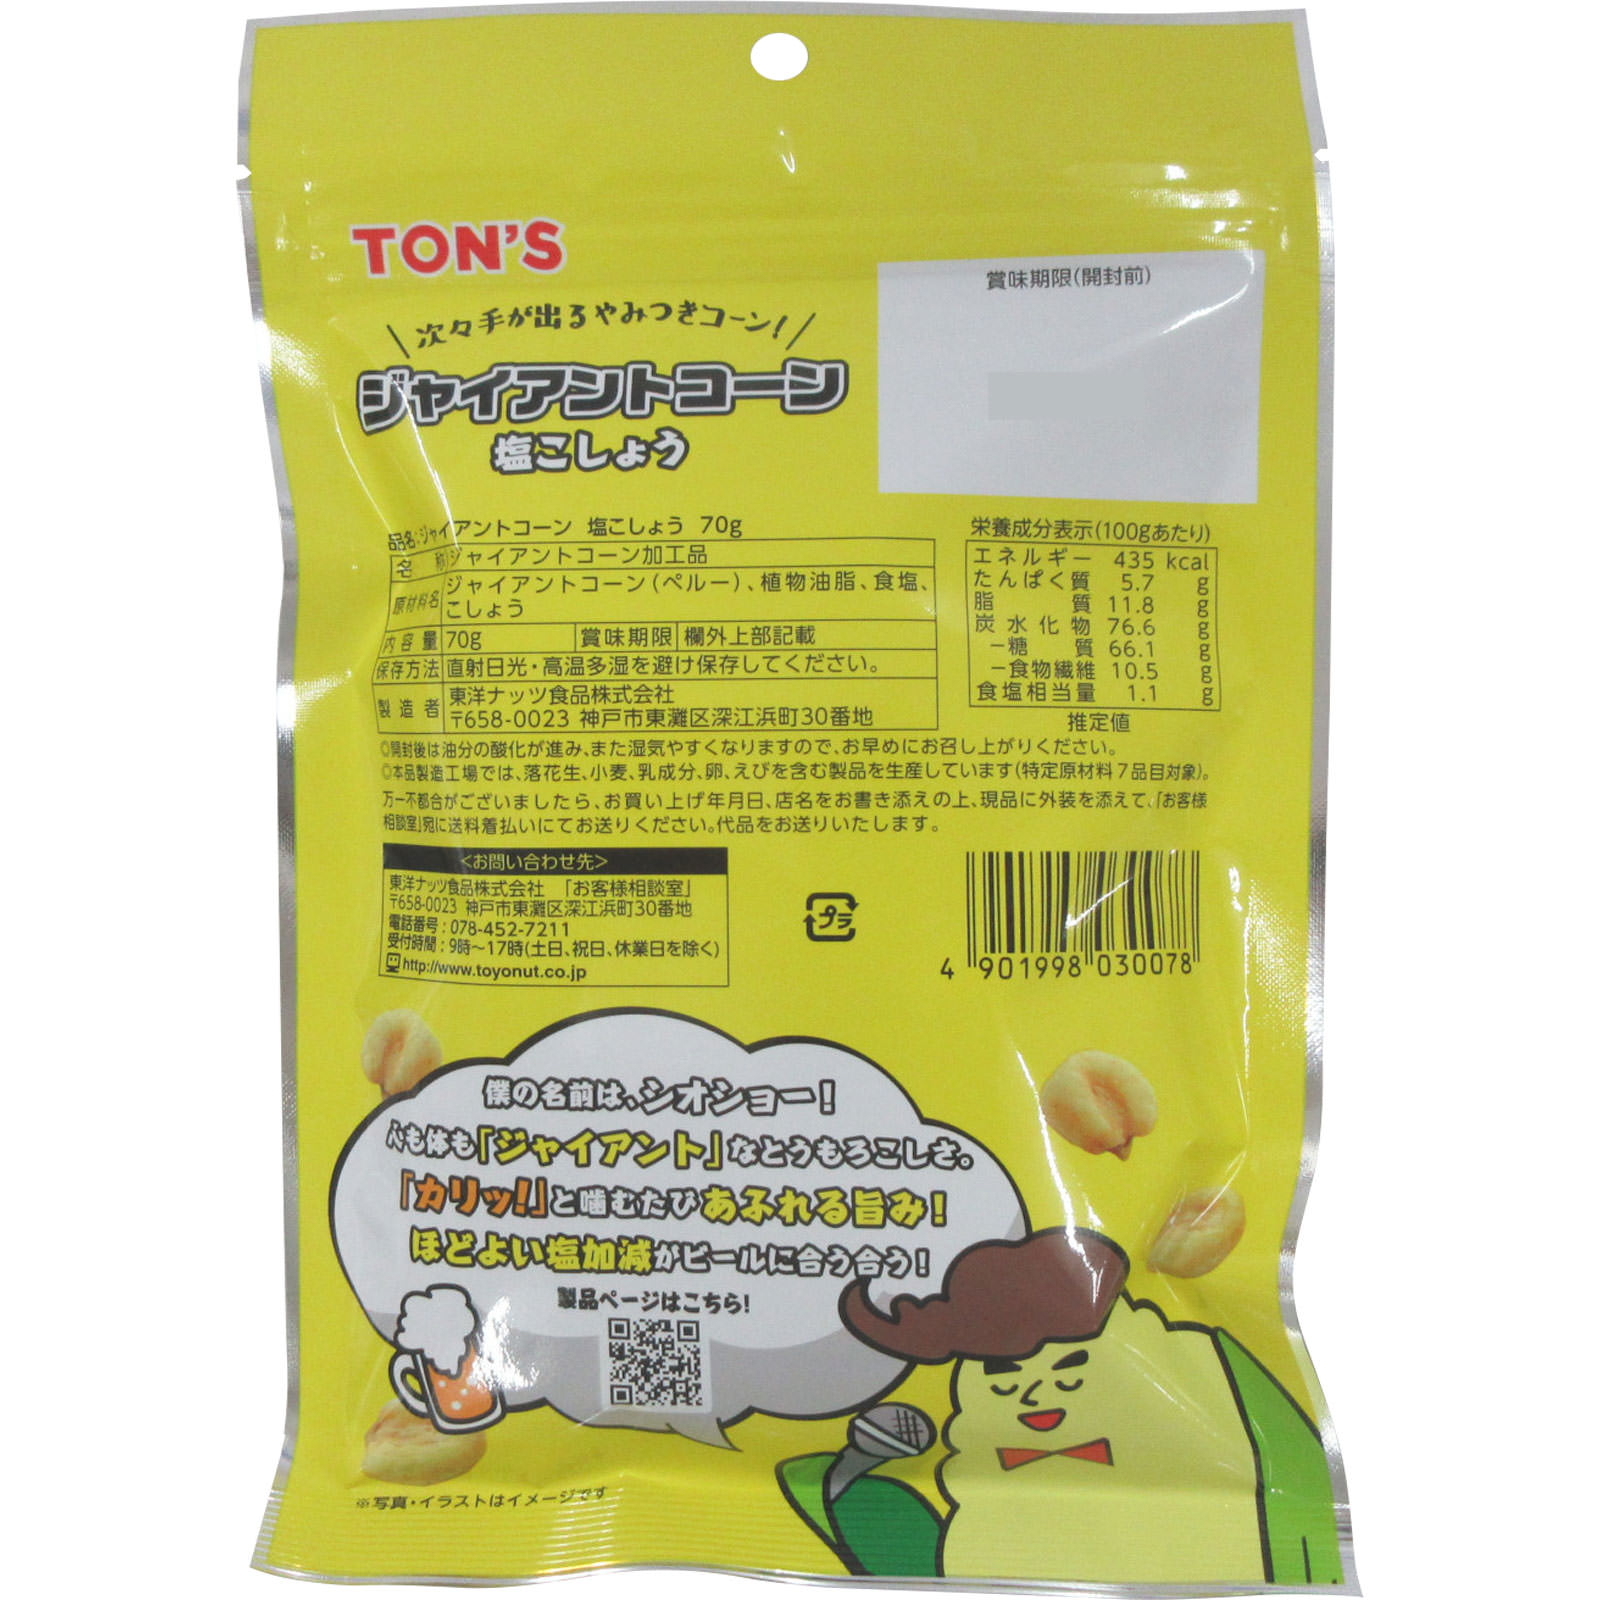 TON'S
次々手が出るやみつきコーン!
ジャイアントコーン
塩こしょう
賞味期限(開封前)
品名:ジャイアントコーン 塩こしょう 70g
名称 ジャイアントコーン加工品
原材料名 ジャイアントコーン(ペルー)、植物油脂、食塩、
こしょう
内容量 70g 賞味期限 欄外上部記載
保存方法 直射日光・高温多湿を避け保存してください。
製造者 東洋ナッツ食品株式会社
〒658-0023 神戸市東灘区深江浜町30番地
栄養成分表示(100gあたり)
エネルギー 435 kcal
たんぱく質 5.7 g
脂質 11.8 g
炭水化物 76.6 g
−糖質 66.1 g
−食物繊維 10.5 g
食塩相当量 1.1 g
推定値
◎開封後は油分の酸化が進み、また湿気やすくなりますので、お早めにお召し上がりください。
◎本品製造工場では、落花生、小麦、乳成分、卵、えびを含む製品を生産しています(特定原材料7品目対象)。
万一不都合がございましたら、お買い上げ年月日、店名をお書き添えの上、現品に外装を添えて、「お客様
相談室」宛に送料着払いにてお送りください。代品をお送りいたします。
<お問い合わせ先>
東洋ナッツ食品株式会社 「お客様相談室」
〒658-0023 神戸市東灘区深江浜町30番地
電話番号:078-452-7211
受付時間:9時〜17時(土日、祝日、休業日を除く)
http://www.toyonut.co.jp
プラ
4 901998 030078
僕の名前は、シオショー!
心も体も「ジャイアント」なとうもろこしさ。
「カリッ!」と噛むたびあふれる旨み!
ほどよい塩加減がビールに合う合う!
製品ページはこちら!
※写真・イラストはイメージです